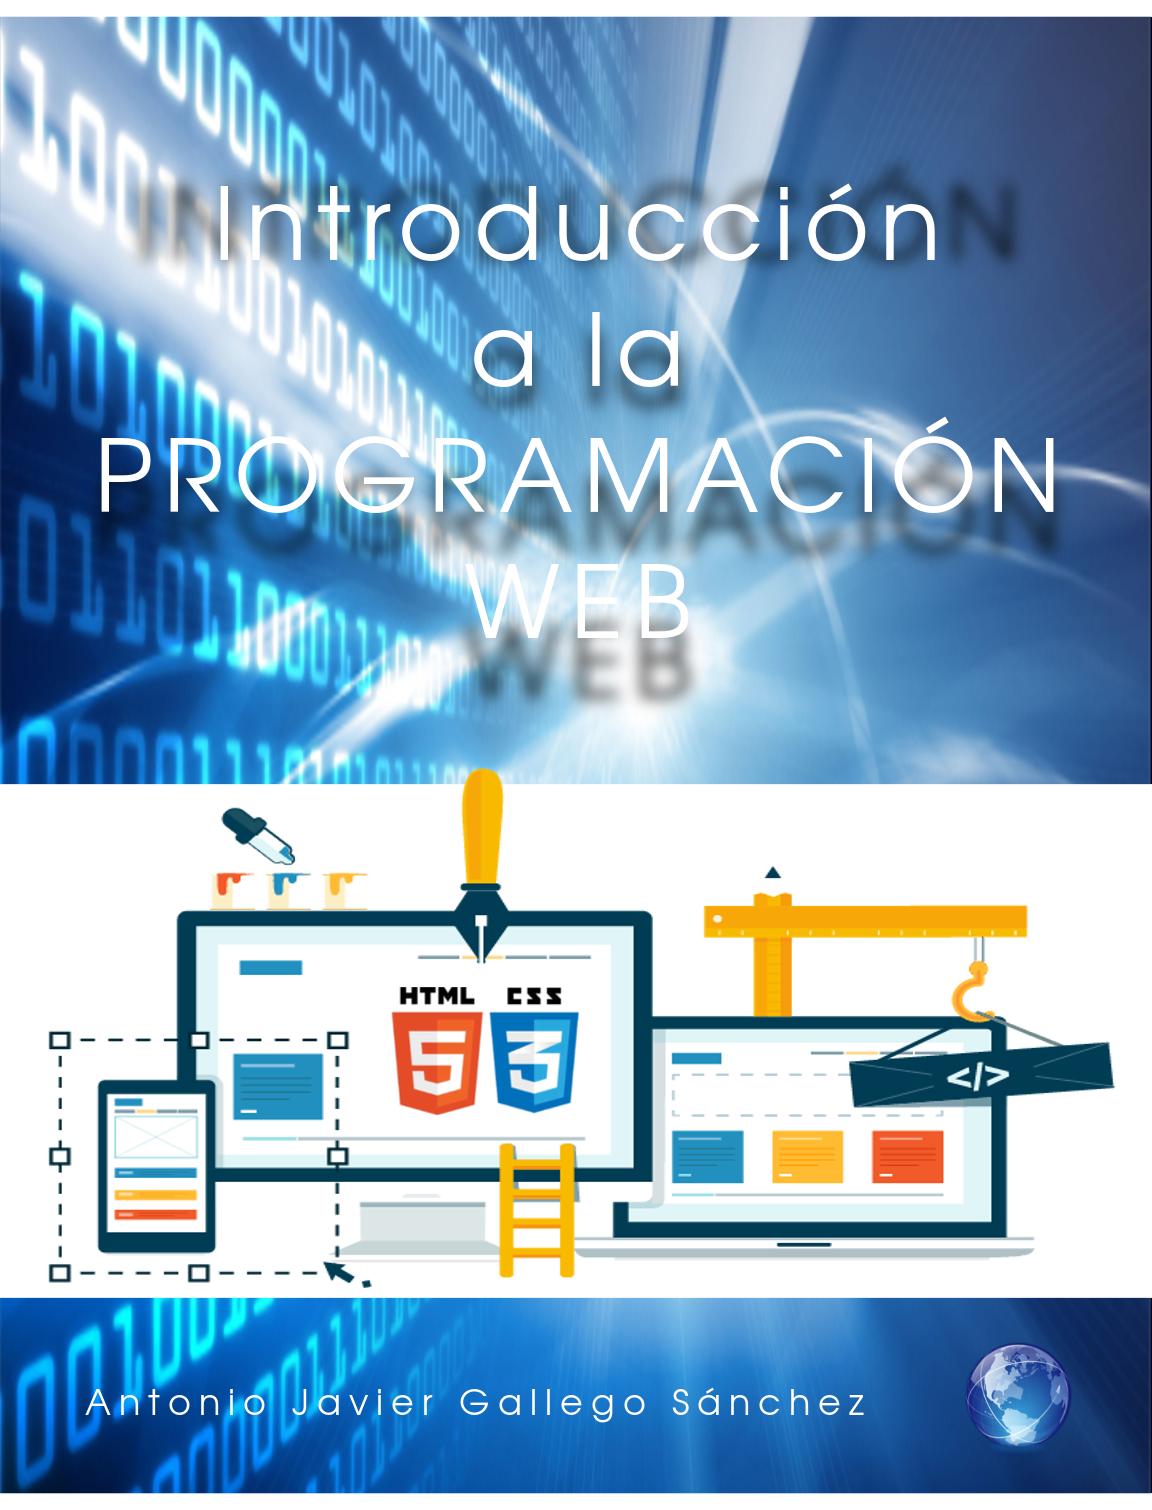 Introducción
a la
PROGRAMACIÓN
WEB
HTML CSS
5 3
</>
Antonio Javier Gallego Sánchez